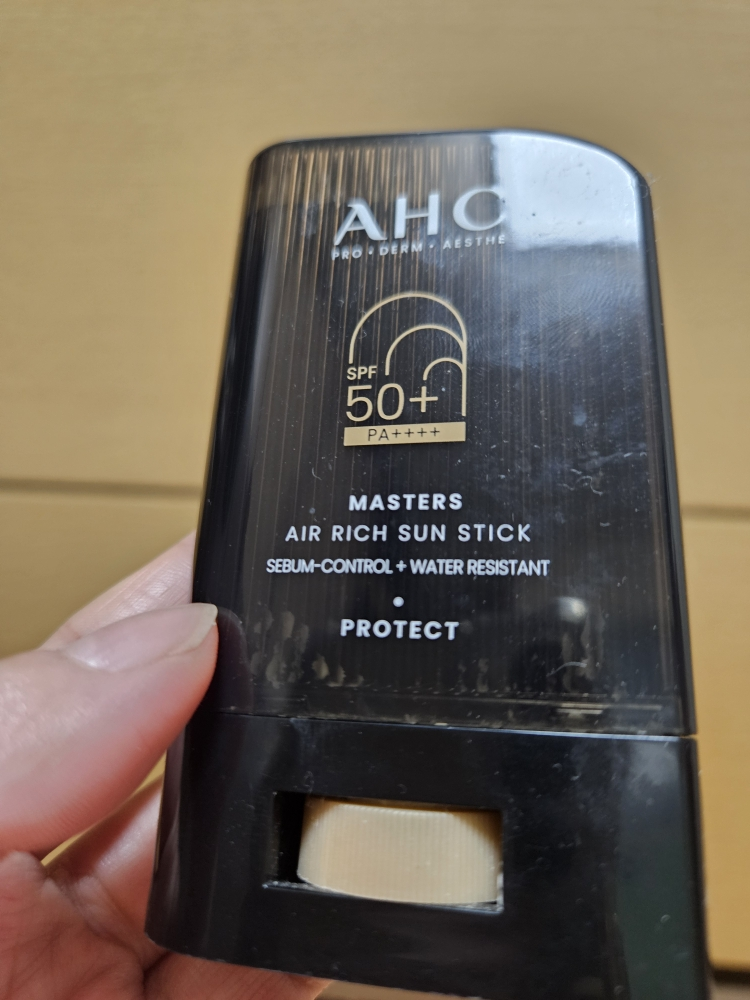 AHC
PRO • DERM • AESTHE
SPF
50+
PA++++
MASTERS
AIR RICH SUN STICK
SEBUM-CONTROL + WATER RESISTANT
•
PROTECT